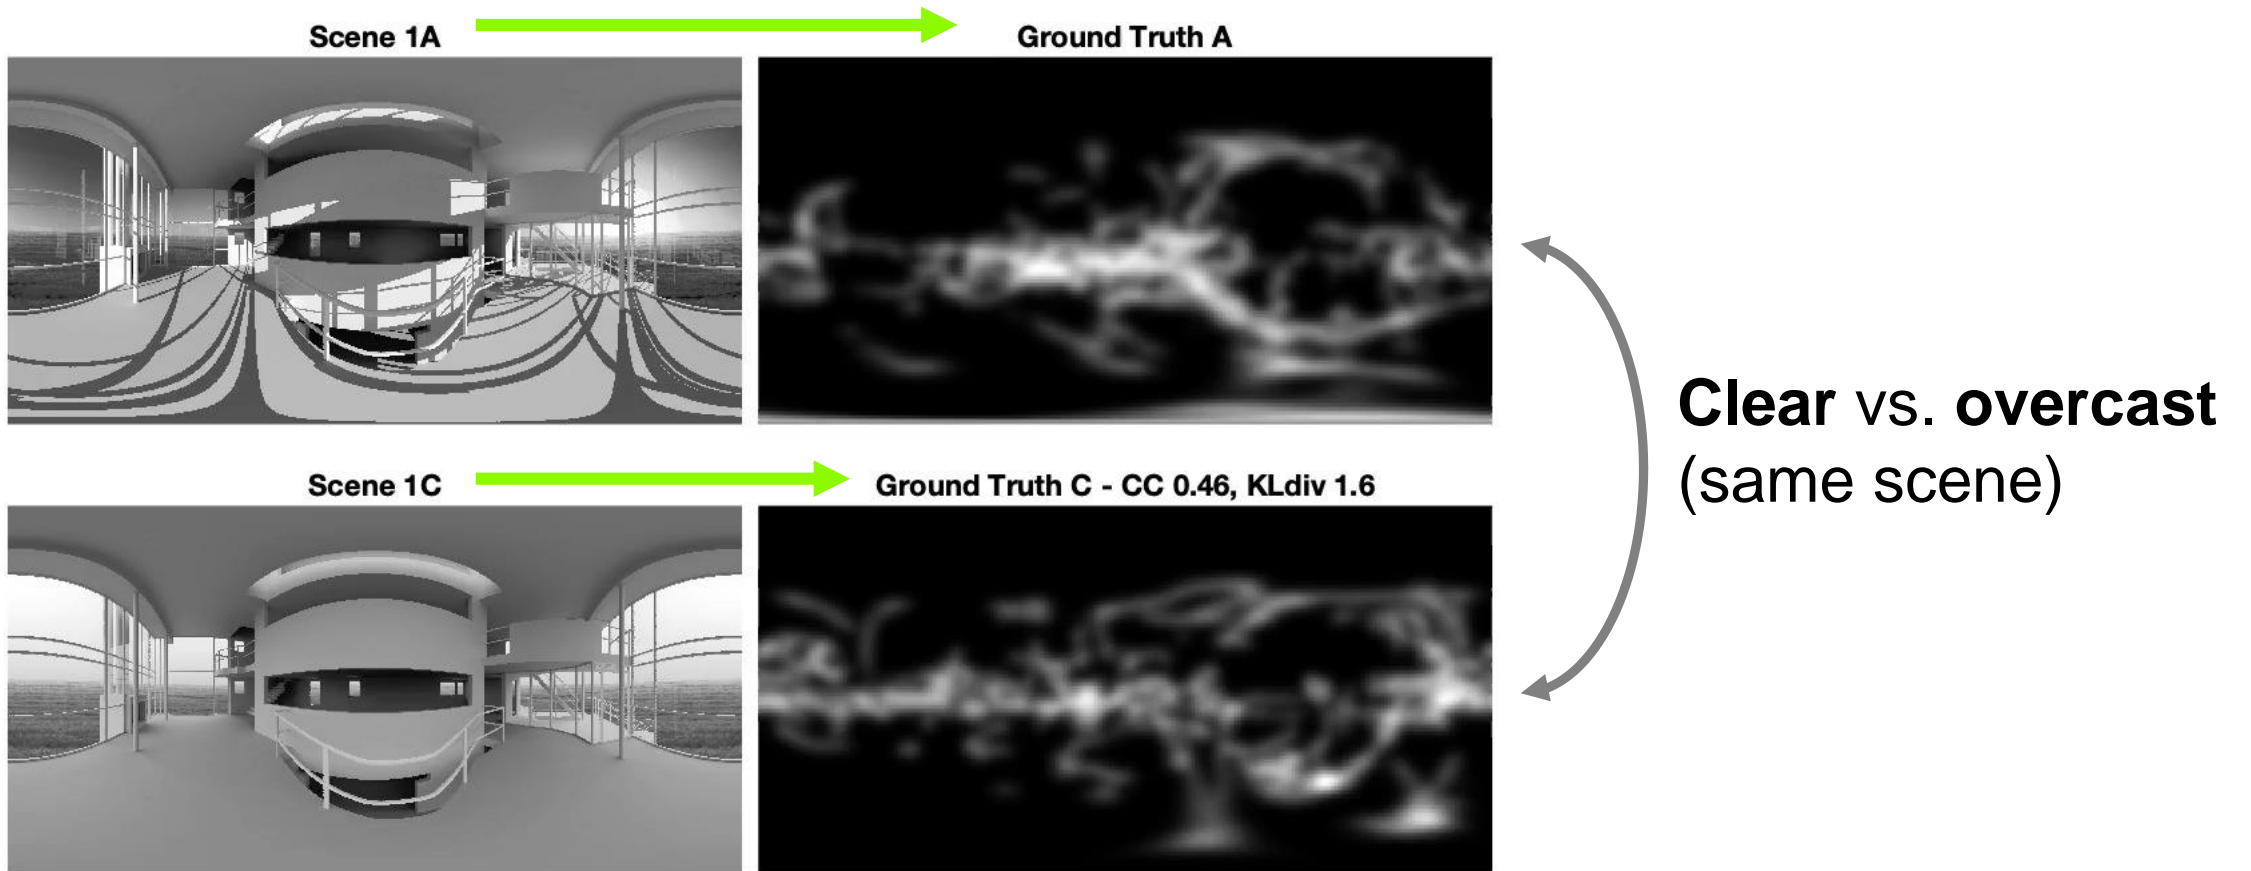 Scene 1A
Ground Truth A
Scene 1C
Ground Truth C - CC 0.46, KLdiv 1.6
Clear vs. overcast
(same scene)